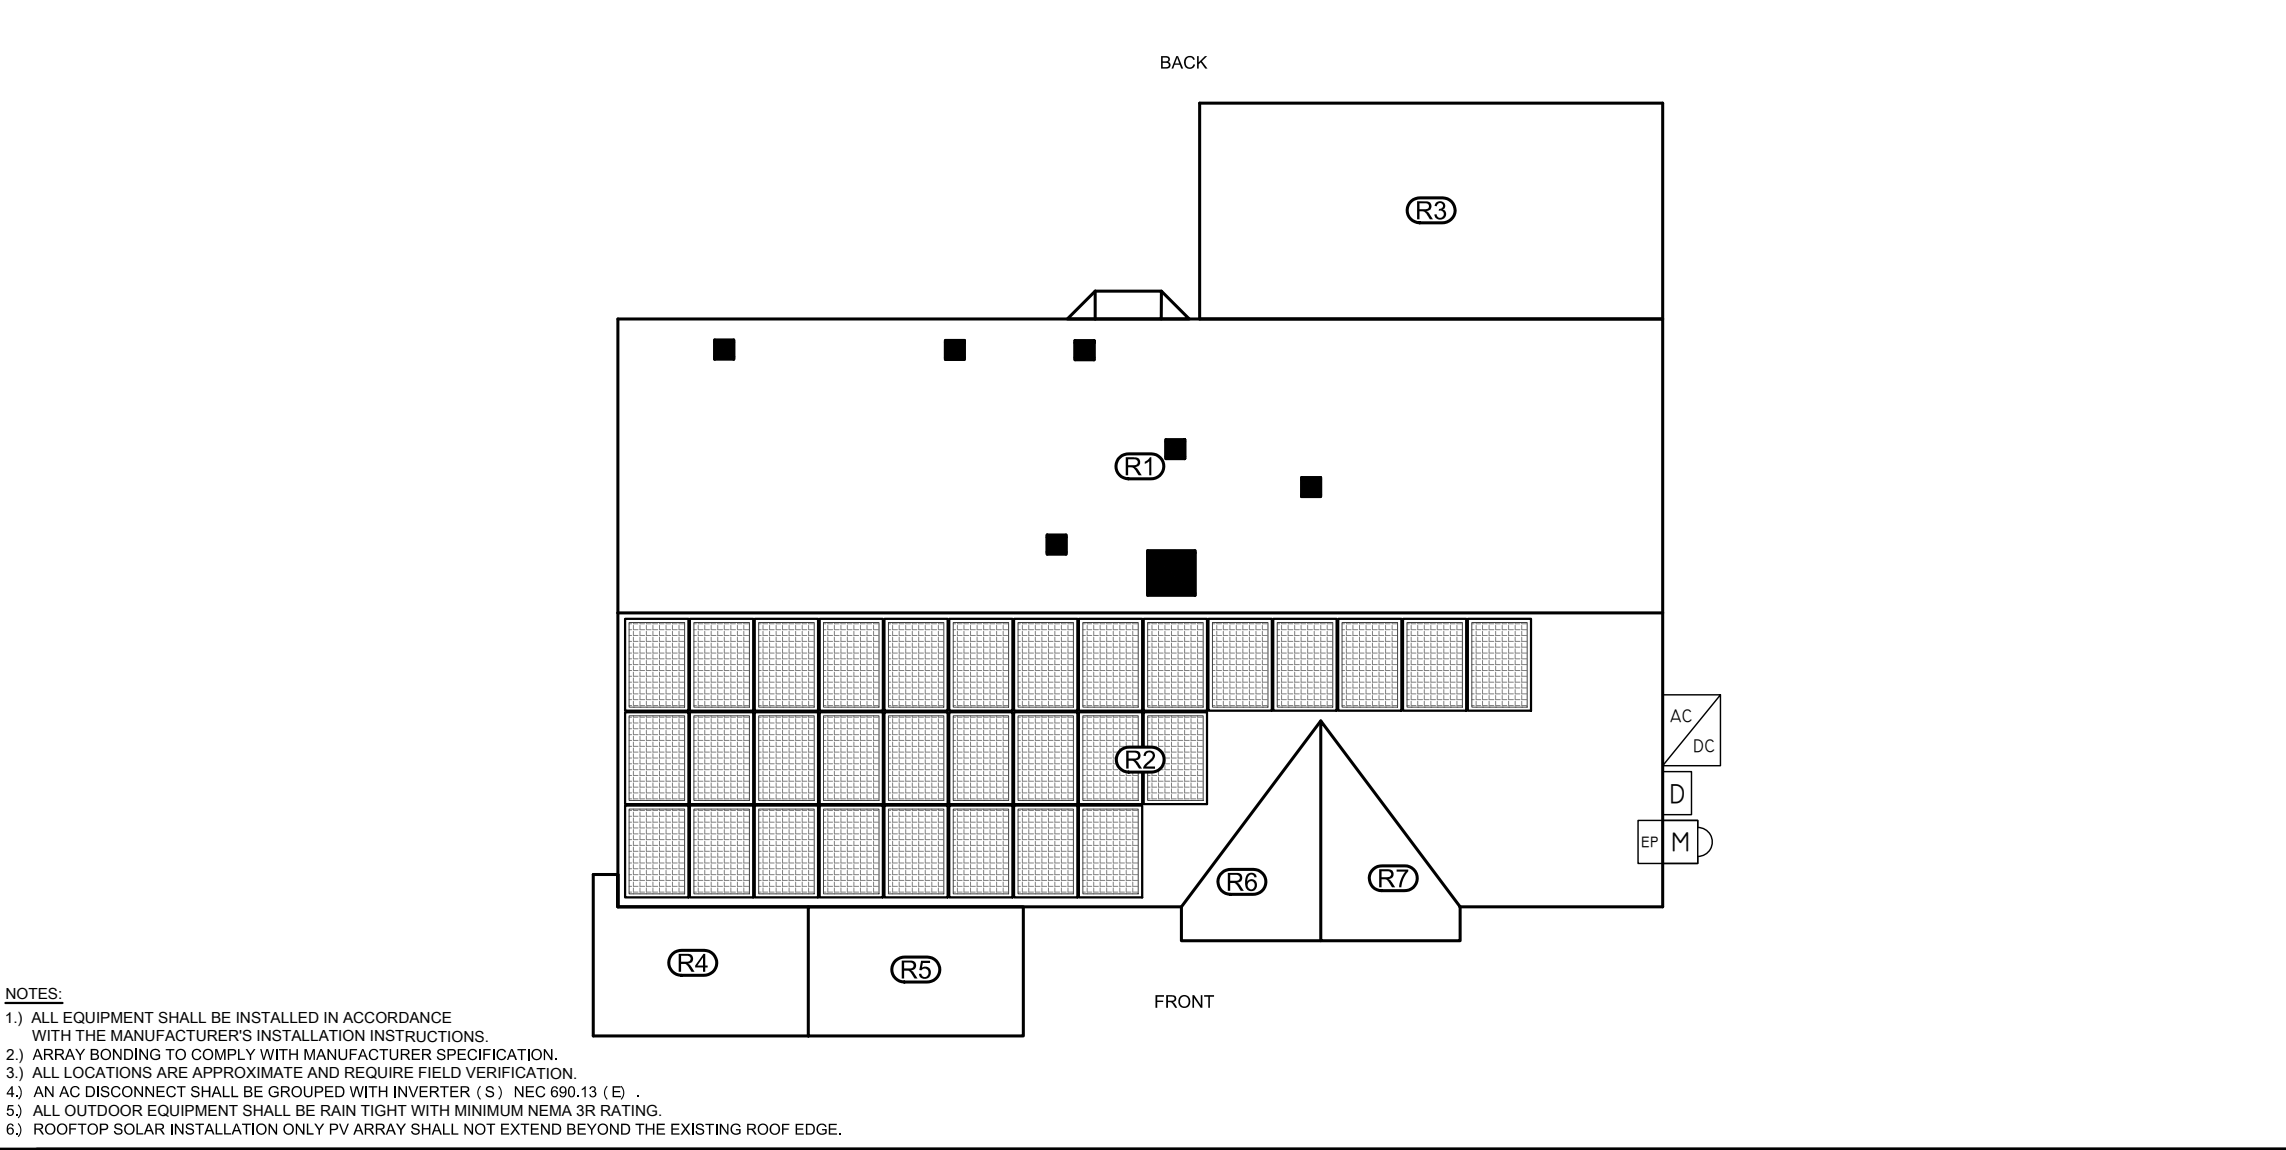 BACK
R3
R1
AC
DC
R2
D
EP M
R6
R7
R4
R5
FRONT
NOTES:
1.) ALL EQUIPMENT SHALL BE INSTALLED IN ACCORDANCE
WITH THE MANUFACTURER'S INSTALLATION INSTRUCTIONS.
2.) ARRAY BONDING TO COMPLY WITH MANUFACTURER SPECIFICATION.
3.) ALL LOCATIONS ARE APPROXIMATE AND REQUIRE FIELD VERIFICATION.
4.) AN AC DISCONNECT SHALL BE GROUPED WITH INVERTER (S) NEC 690.13 (E) .
5.) ALL OUTDOOR EQUIPMENT SHALL BE RAIN TIGHT WITH MINIMUM NEMA 3R RATING.
6.) ROOFTOP SOLAR INSTALLATION ONLY PV ARRAY SHALL NOT EXTEND BEYOND THE EXISTING ROOF EDGE.